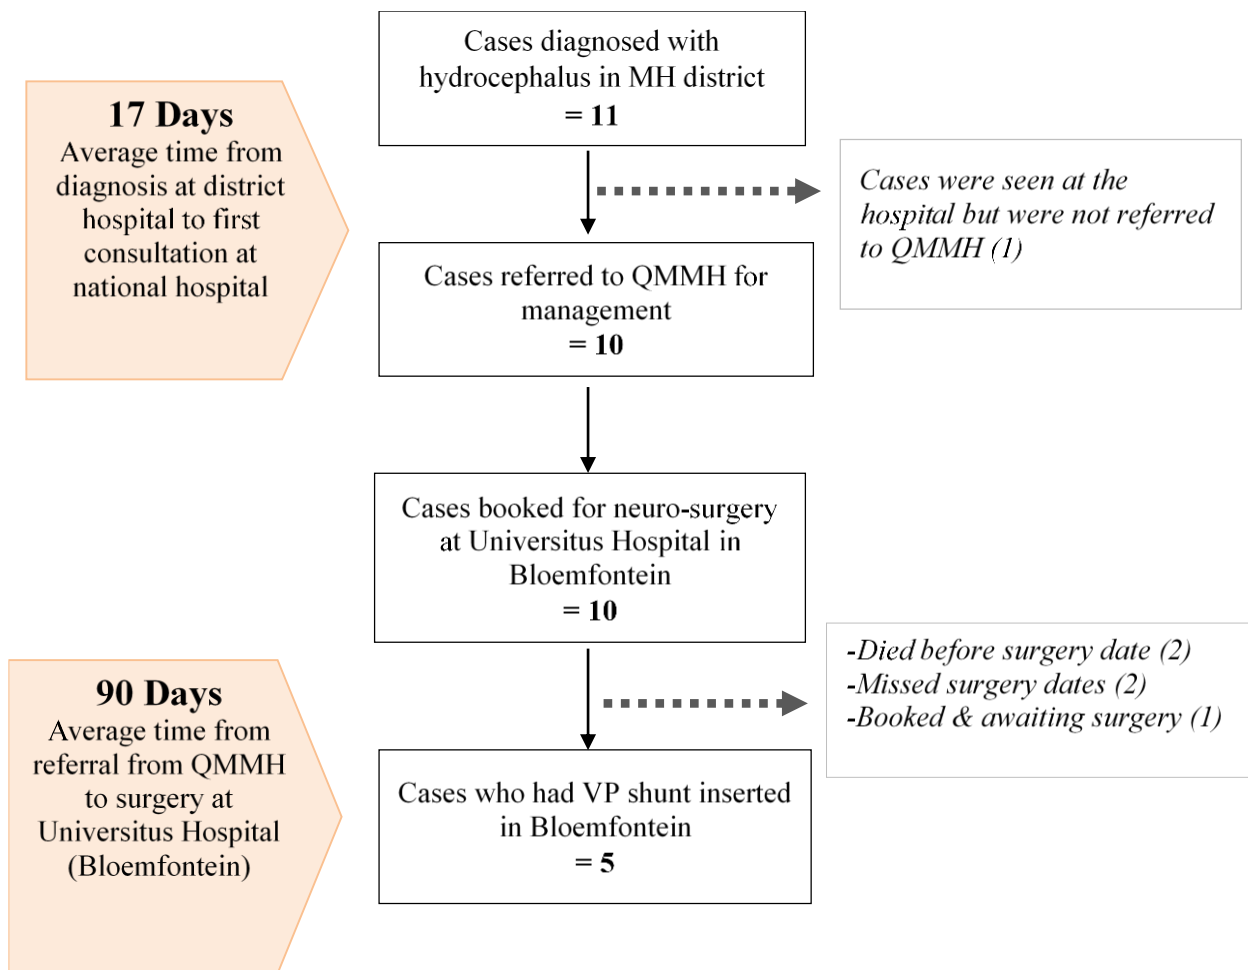 Cases diagnosed with
hydrocephalus in MH district
= 11
17 Days
Average time from
diagnosis at district
hospital to first
consultation at
national hospital
Cases were seen at the
hospital but were not referred
to QMMH (1)
Cases referred to QMMH for
management
= 10
Cases booked for neuro-surgery
at Universitus Hospital in
Bloemfontein
= 10
90 Days
Average time from
referral from QMMH
to surgery at
Universitus Hospital
(Bloemfontein)
-Died before surgery date (2)
-Missed surgery dates (2)
-Booked & awaiting surgery (1)
Cases who had VP shunt inserted
in Bloemfontein
= 5